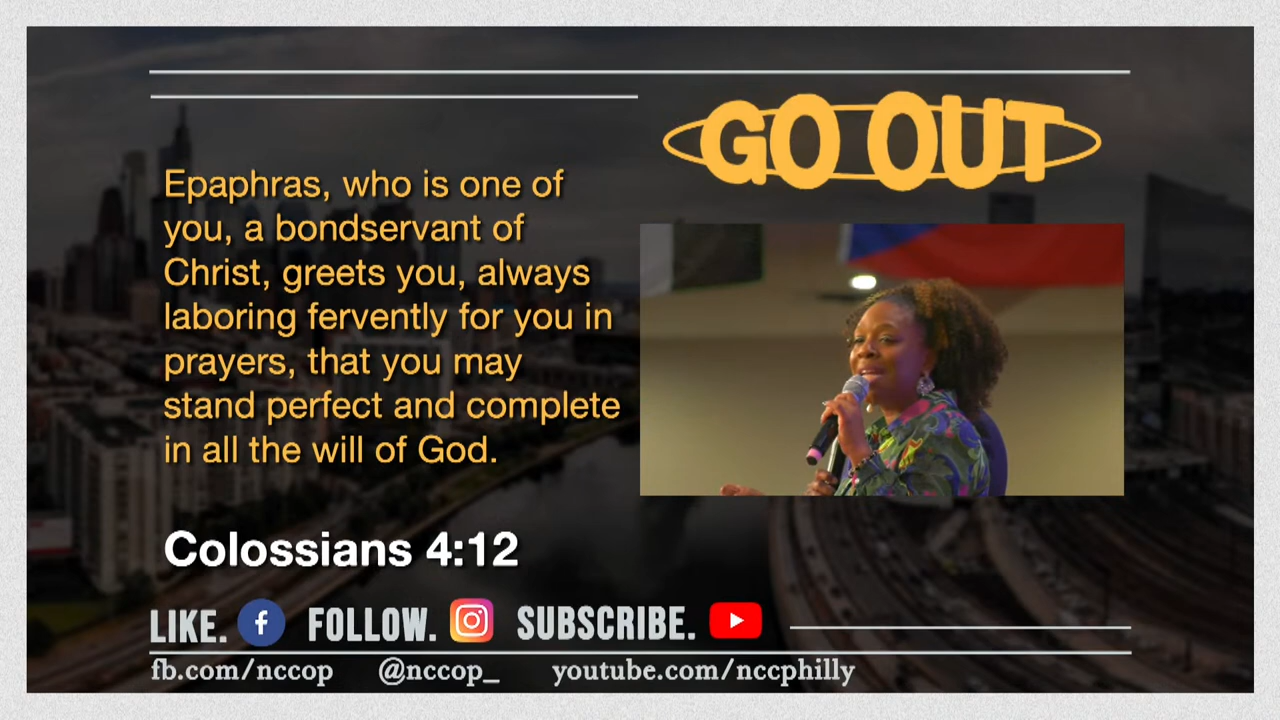 GO OUT
Epaphras, who is one of
you, a bondservant of
Christ, greets you, always
laboring fervently for you in
prayers, that you may
stand perfect and complete
in all the will of God.
Colossians 4:12
LIKE. FOLLOW. SUBSCRIBE.
fb.com/nccop @nccop_ youtube.com/nccphilly